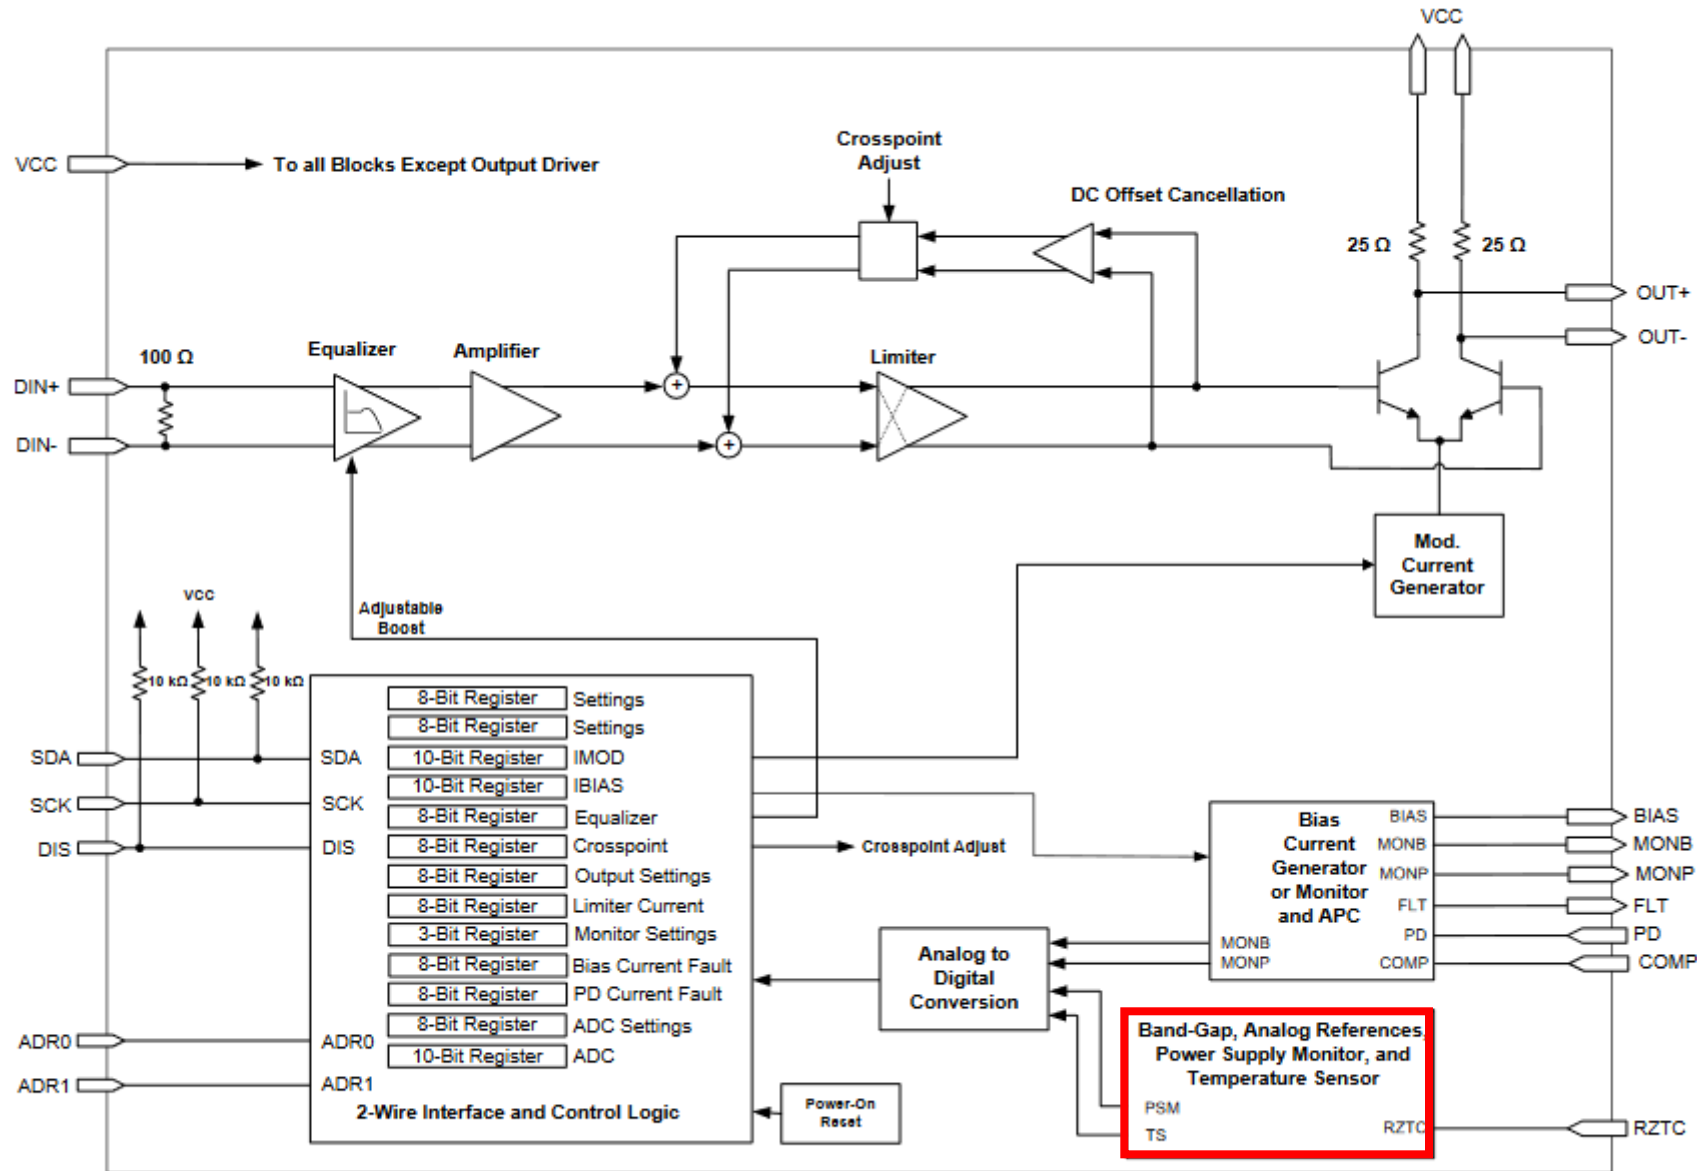 VCC
VCC
To all Blocks Except Output Driver
Crosspoint
Adjust
DC Offset Cancellation
25 Ω
25 Ω
OUT+
OUT-
100 Ω
Equalizer
Amplifier
Limiter
DIN+
DIN-
+
+
Mod.
Current
Generator
VCC
Adjustable
Boost
10 kΩ
10 kΩ
10 kΩ
8-Bit Register Settings
8-Bit Register Settings
SDA
SDA
10-Bit Register IMOD
10-Bit Register IBIAS
SCK
SCK
8-Bit Register Equalizer
DIS
DIS
8-Bit Register Crosspoint
Crosspoint Adjust
8-Bit Register Output Settings
8-Bit Register Limiter Current
3-Bit Register Monitor Settings
8-Bit Register Bias Current Fault
8-Bit Register PD Current Fault
8-Bit Register ADC Settings
ADR0
ADR0
10-Bit Register ADC
ADR1
ADR1
2-Wire Interface and Control Logic
Power-On
Reset
Analog to
Digital
Conversion
Bias
Current
Generator
or Monitor
and APC
BIAS
MONB
MONP
FLT
PD
COMP
MONB
MONP
BIAS
MONB
MONP
FLT
PD
COMP
Band-Gap, Analog References,
Power Supply Monitor, and
Temperature Sensor
PSM
TS
RZTC
RZTC